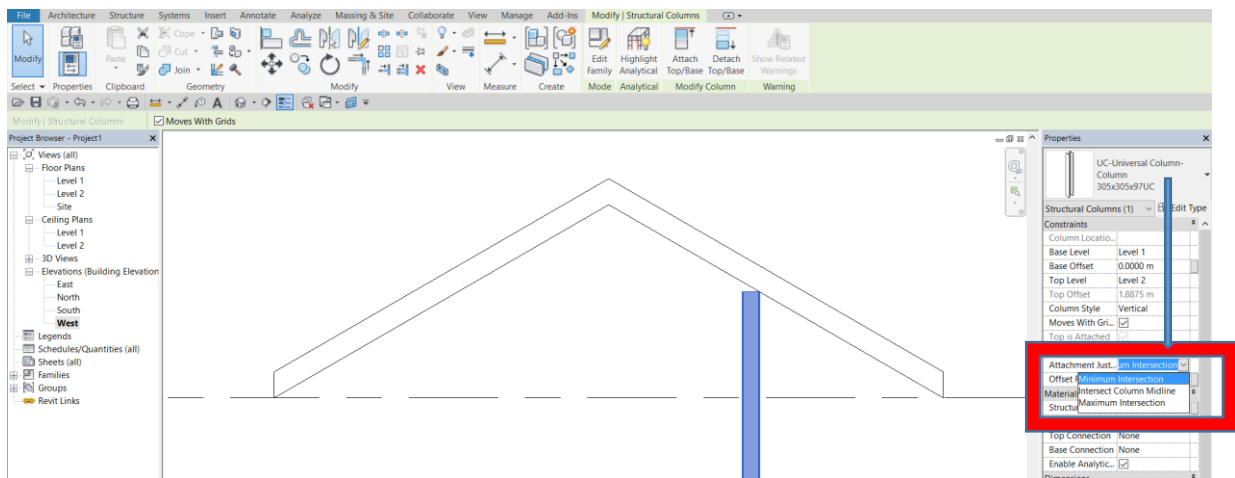 File Architecture Structure Systems Insert Annotate Analyze Massing & Site Collaborate View Manage Add-Ins Modify | Structural Columns
Modify Paste Cope Cut Join Edit Family Highlight Analytical Attach Top/Base Detach Top/Base Show Related Warnings
Select Properties Clipboard Geometry Modify View Measure Create Mode Analytical Modify Column Warning
Modify | Structural Columns Moves With Grids
Project Browser - Project1
Views (all)
Floor Plans
Level 1
Level 2
Site
Ceiling Plans
Level 1
Level 2
3D Views
Elevations (Building Elevation
East
North
South
West
Legends
Schedules/Quantities (all)
Sheets (all)
Families
Groups
Revit Links
Properties
UC-Universal Column-
Column
305x305x97UC
Structural Columns (1) Edit Type
Constraints
Column Locatio...
Base Level Level 1
Base Offset 0.0000 m
Top Level Level 2
Top Offset 1.8875 m
Column Style Vertical
Moves With Gri...
Top is Attached
Attachment Just... um Intersection
Offset Minimum Intersection
Material Intersect Column Midline
Structu Maximum Intersection
Top Connection None
Base Connection None
Enable Analytic...
Dimensions